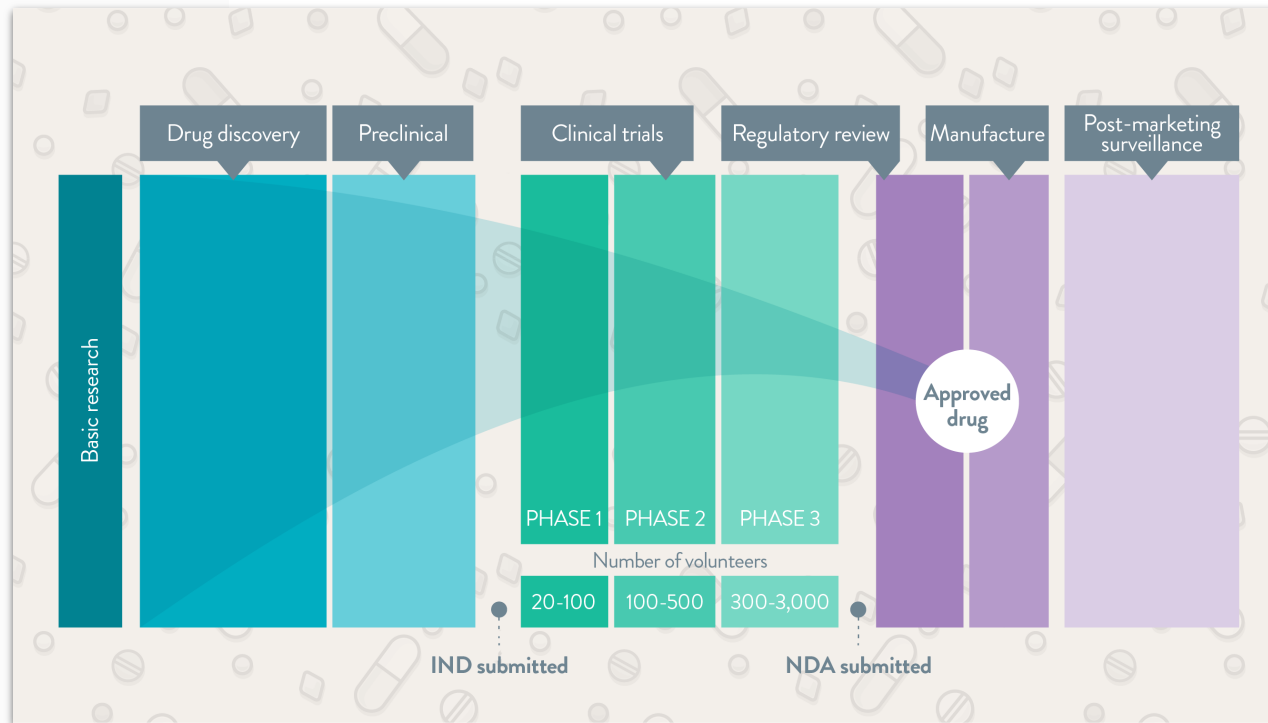 Drug discovery
Preclinical
Clinical trials
Regulatory review
Manufacture
Post-marketing
surveillance
Basic research
Approved
drug
PHASE 1
PHASE 2
PHASE 3
Number of volunteers
20-100
100-500
300-3,000
IND submitted
NDA submitted